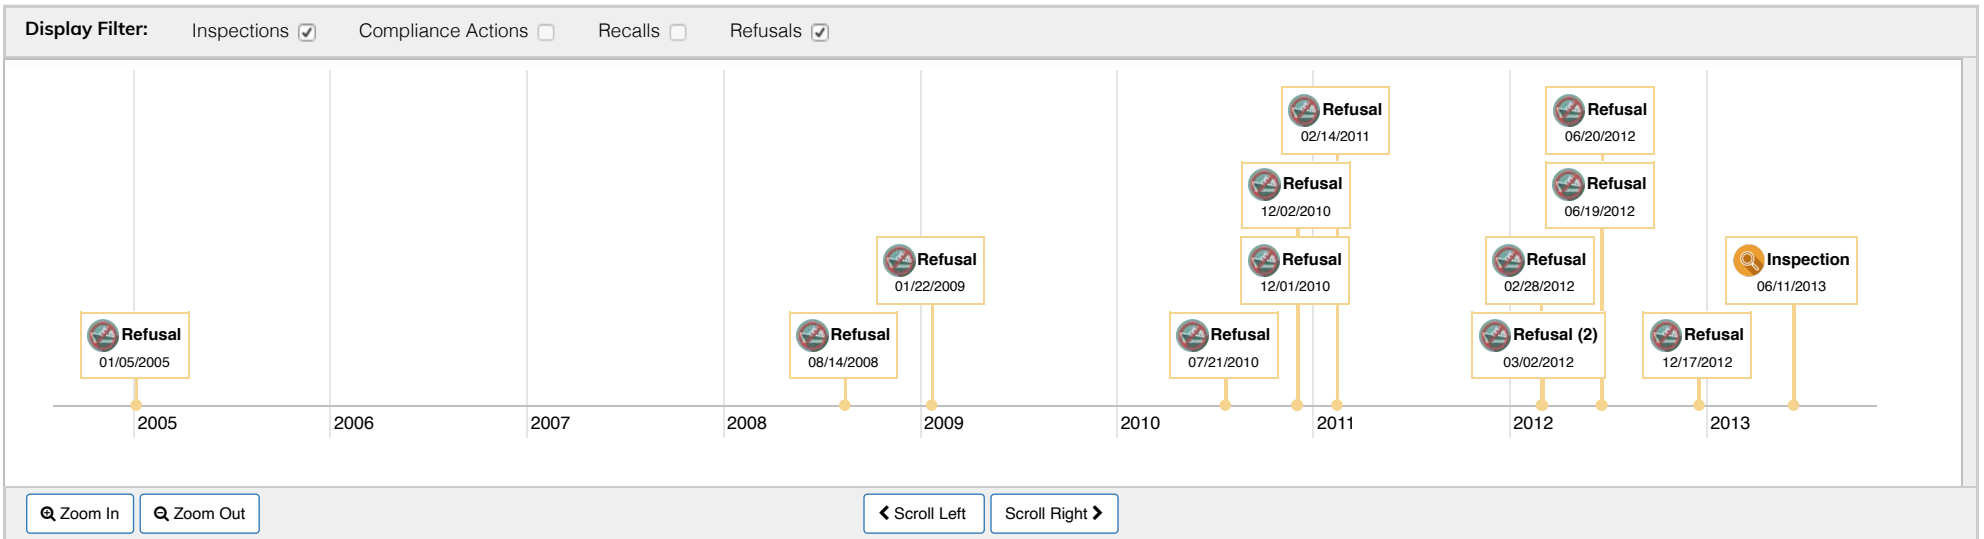 Display Filter: Inspections Compliance Actions Recalls Refusals
Refusal
02/14/2011
Refusal
06/20/2012
Refusal
12/02/2010
Refusal
06/19/2012
Refusal
01/22/2009
Refusal
12/01/2010
Refusal
02/28/2012
Inspection
06/11/2013
Refusal
01/05/2005
Refusal
08/14/2008
Refusal
07/21/2010
Refusal (2)
03/02/2012
Refusal
12/17/2012
2005 2006 2007 2008 2009 2010 2011 2012 2013
Zoom In Zoom Out Scroll Left Scroll Right